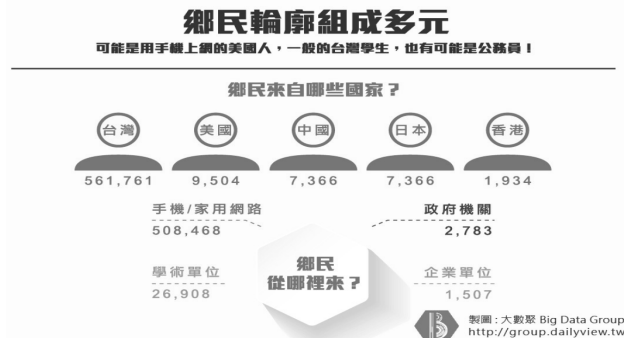 鄉民輪廓組成多元
可能是用手機上網的美國人，一般的台灣學生，也有可能是公務員！
鄉民來自哪些國家？
台灣 美國 中國 日本 香港
561,761 9,504 7,366 7,366 1,934
手機/家用網路 政府機關
508,468 2,783
鄉民
從哪裡來？
學術單位 企業單位
26,908 1,507
製圖：大數聚 Big Data Group
http://group.dailyview.tw